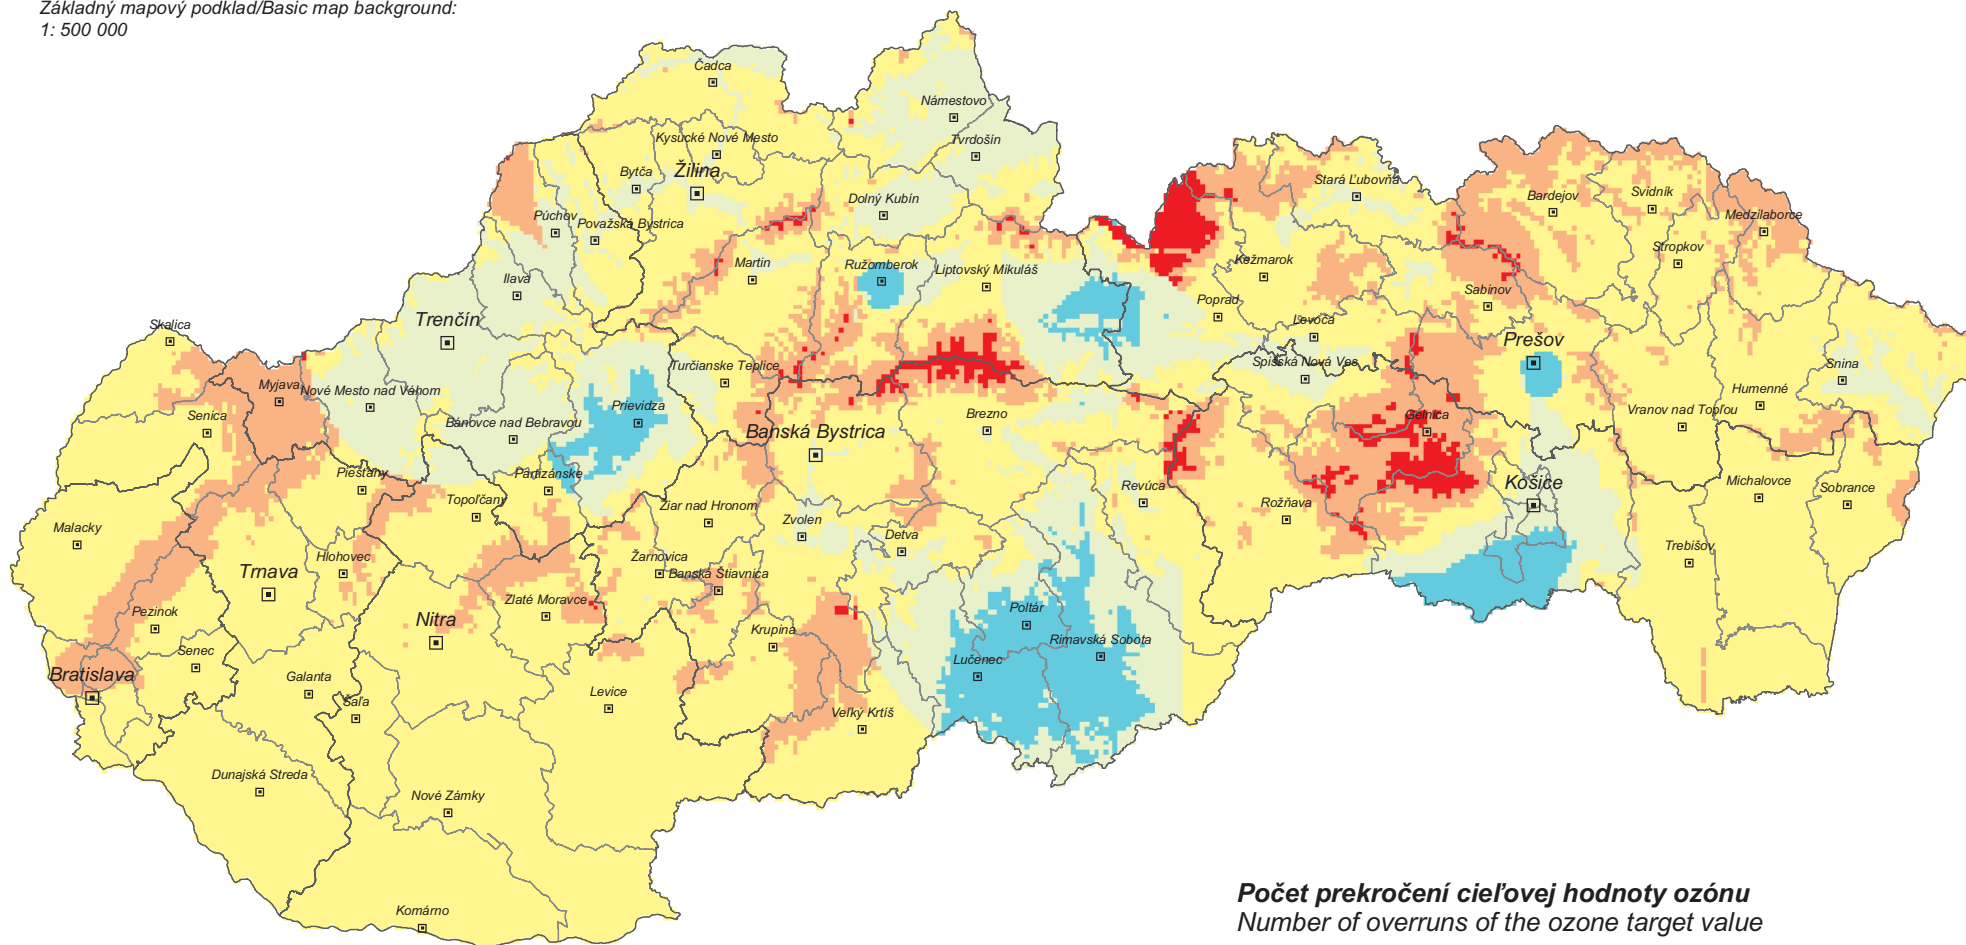 Základný mapový podklad/Basic map background:
1: 500 000
Čadca
Námestovo
Kysucké Nové Mesto
Tvrdošín
Bytča
Žilina
Stará Ľubovňa
Bardejov
Svidník
Dolný Kubín
Púchov
Považská Bystrica
Medzilaborce
Stropkov
Martin
Ružomberok
Liptovský Mikuláš
Kežmarok
Ilava
Sabinov
Poprad
Trenčín
Skalica
Levoča
Prešov
Turčianske Teplice
Spišská Nová Ves
Snina
Myjava
Nové Mesto nad Váhom
Humenné
Prievidza
Senica
Brezno
Gelnica
Vranov nad Topľou
Bánovce nad Bebravou
Banská Bystrica
Piešťany
Partizánske
Revúca
Košice
Michalovce
Sobrance
Topoľčany
Žiar nad Hronom
Rožňava
Malacky
Zvolen
Detva
Hlohovec
Žarnovica
Trebišov
Trnava
Banská Štiavnica
Zlaté Moravce
Pezinok
Nitra
Poltár
Krupina
Rimavská Sobota
Senec
Lučenec
Bratislava
Galanta
Levice
Šaľa
Veľký Krtíš
Dunajská Streda
Nové Zámky
Komárno
Počet prekročení cieľovej hodnoty ozónu
Number of overruns of the ozone target value